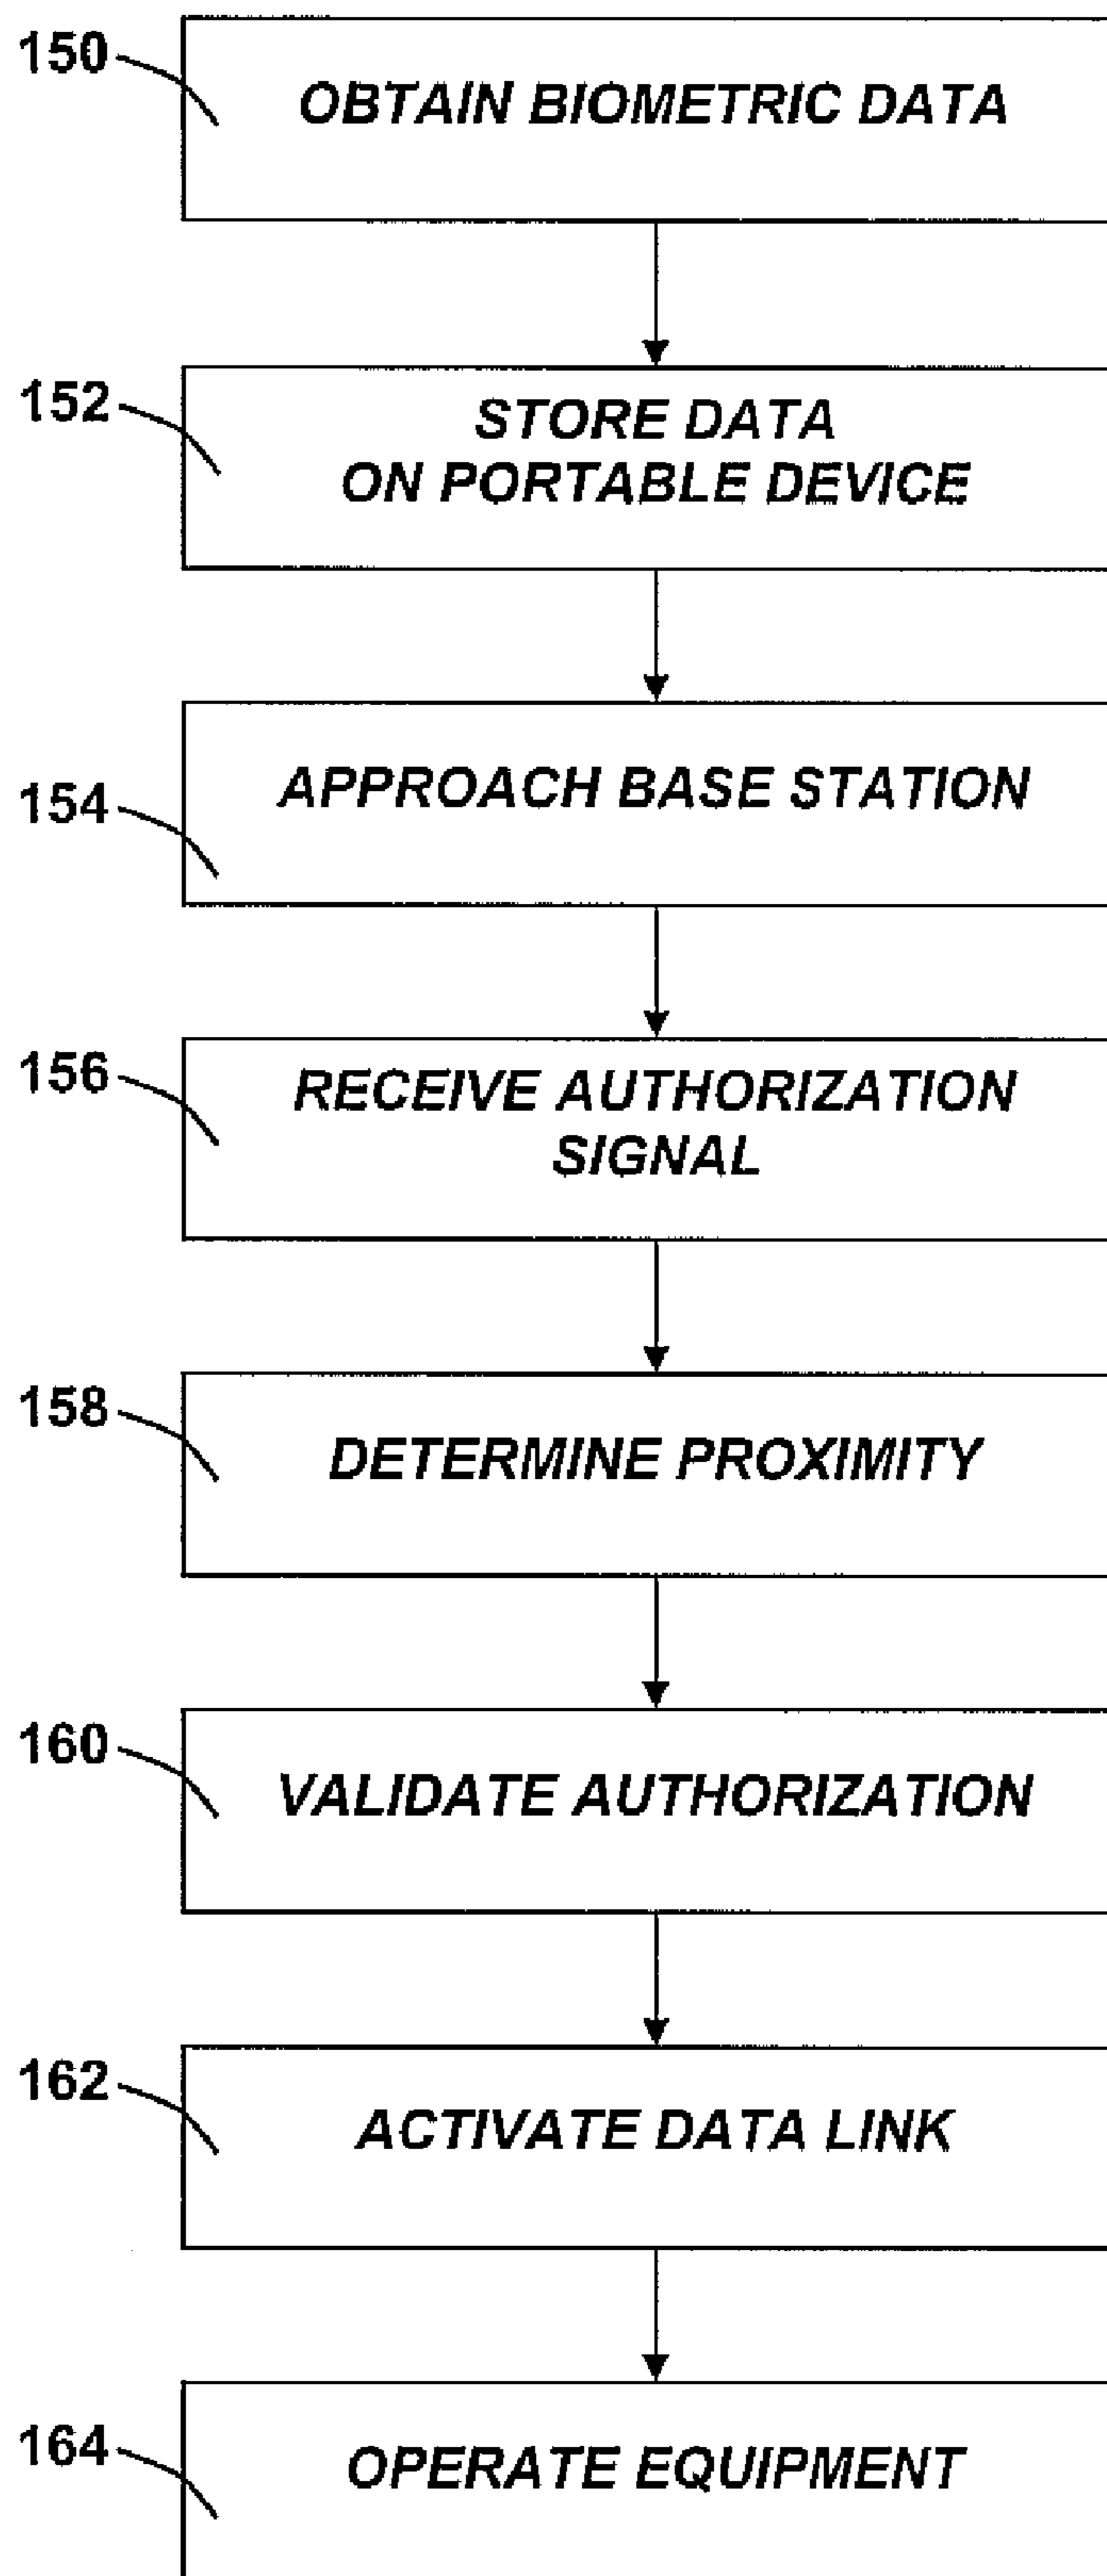 150
OBTAIN BIOMETRIC DATA
152
STORE DATA
ON PORTABLE DEVICE
154
APPROACH BASE STATION
156
RECEIVE AUTHORIZATION
SIGNAL
158
DETERMINE PROXIMITY
160
VALIDATE AUTHORIZATION
162
ACTIVATE DATA LINK
164
OPERATE EQUIPMENT